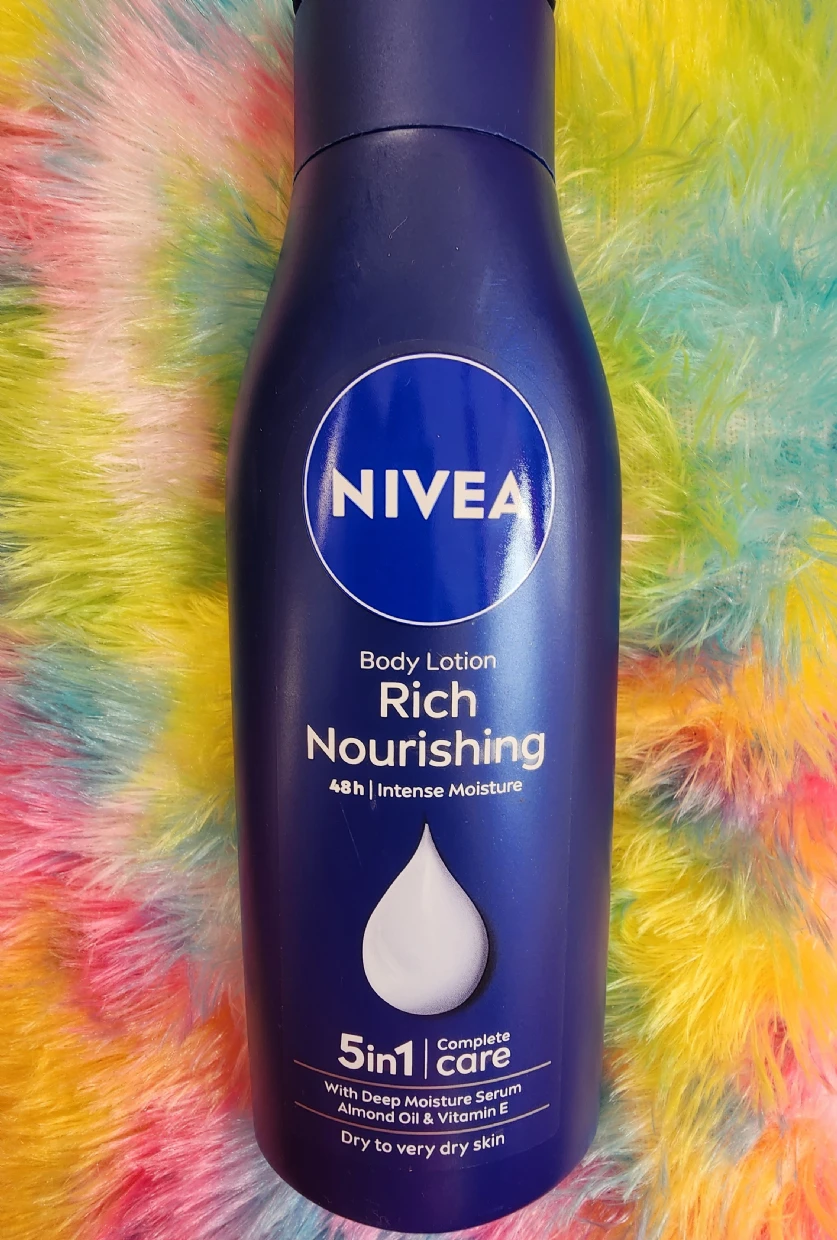 NIVEA
Body Lotion
Rich
Nourishing
48h | Intense Moisture
5in1 | Complete care
With Deep Moisture Serum
Almond Oil & Vitamin E
Dry to very dry skin